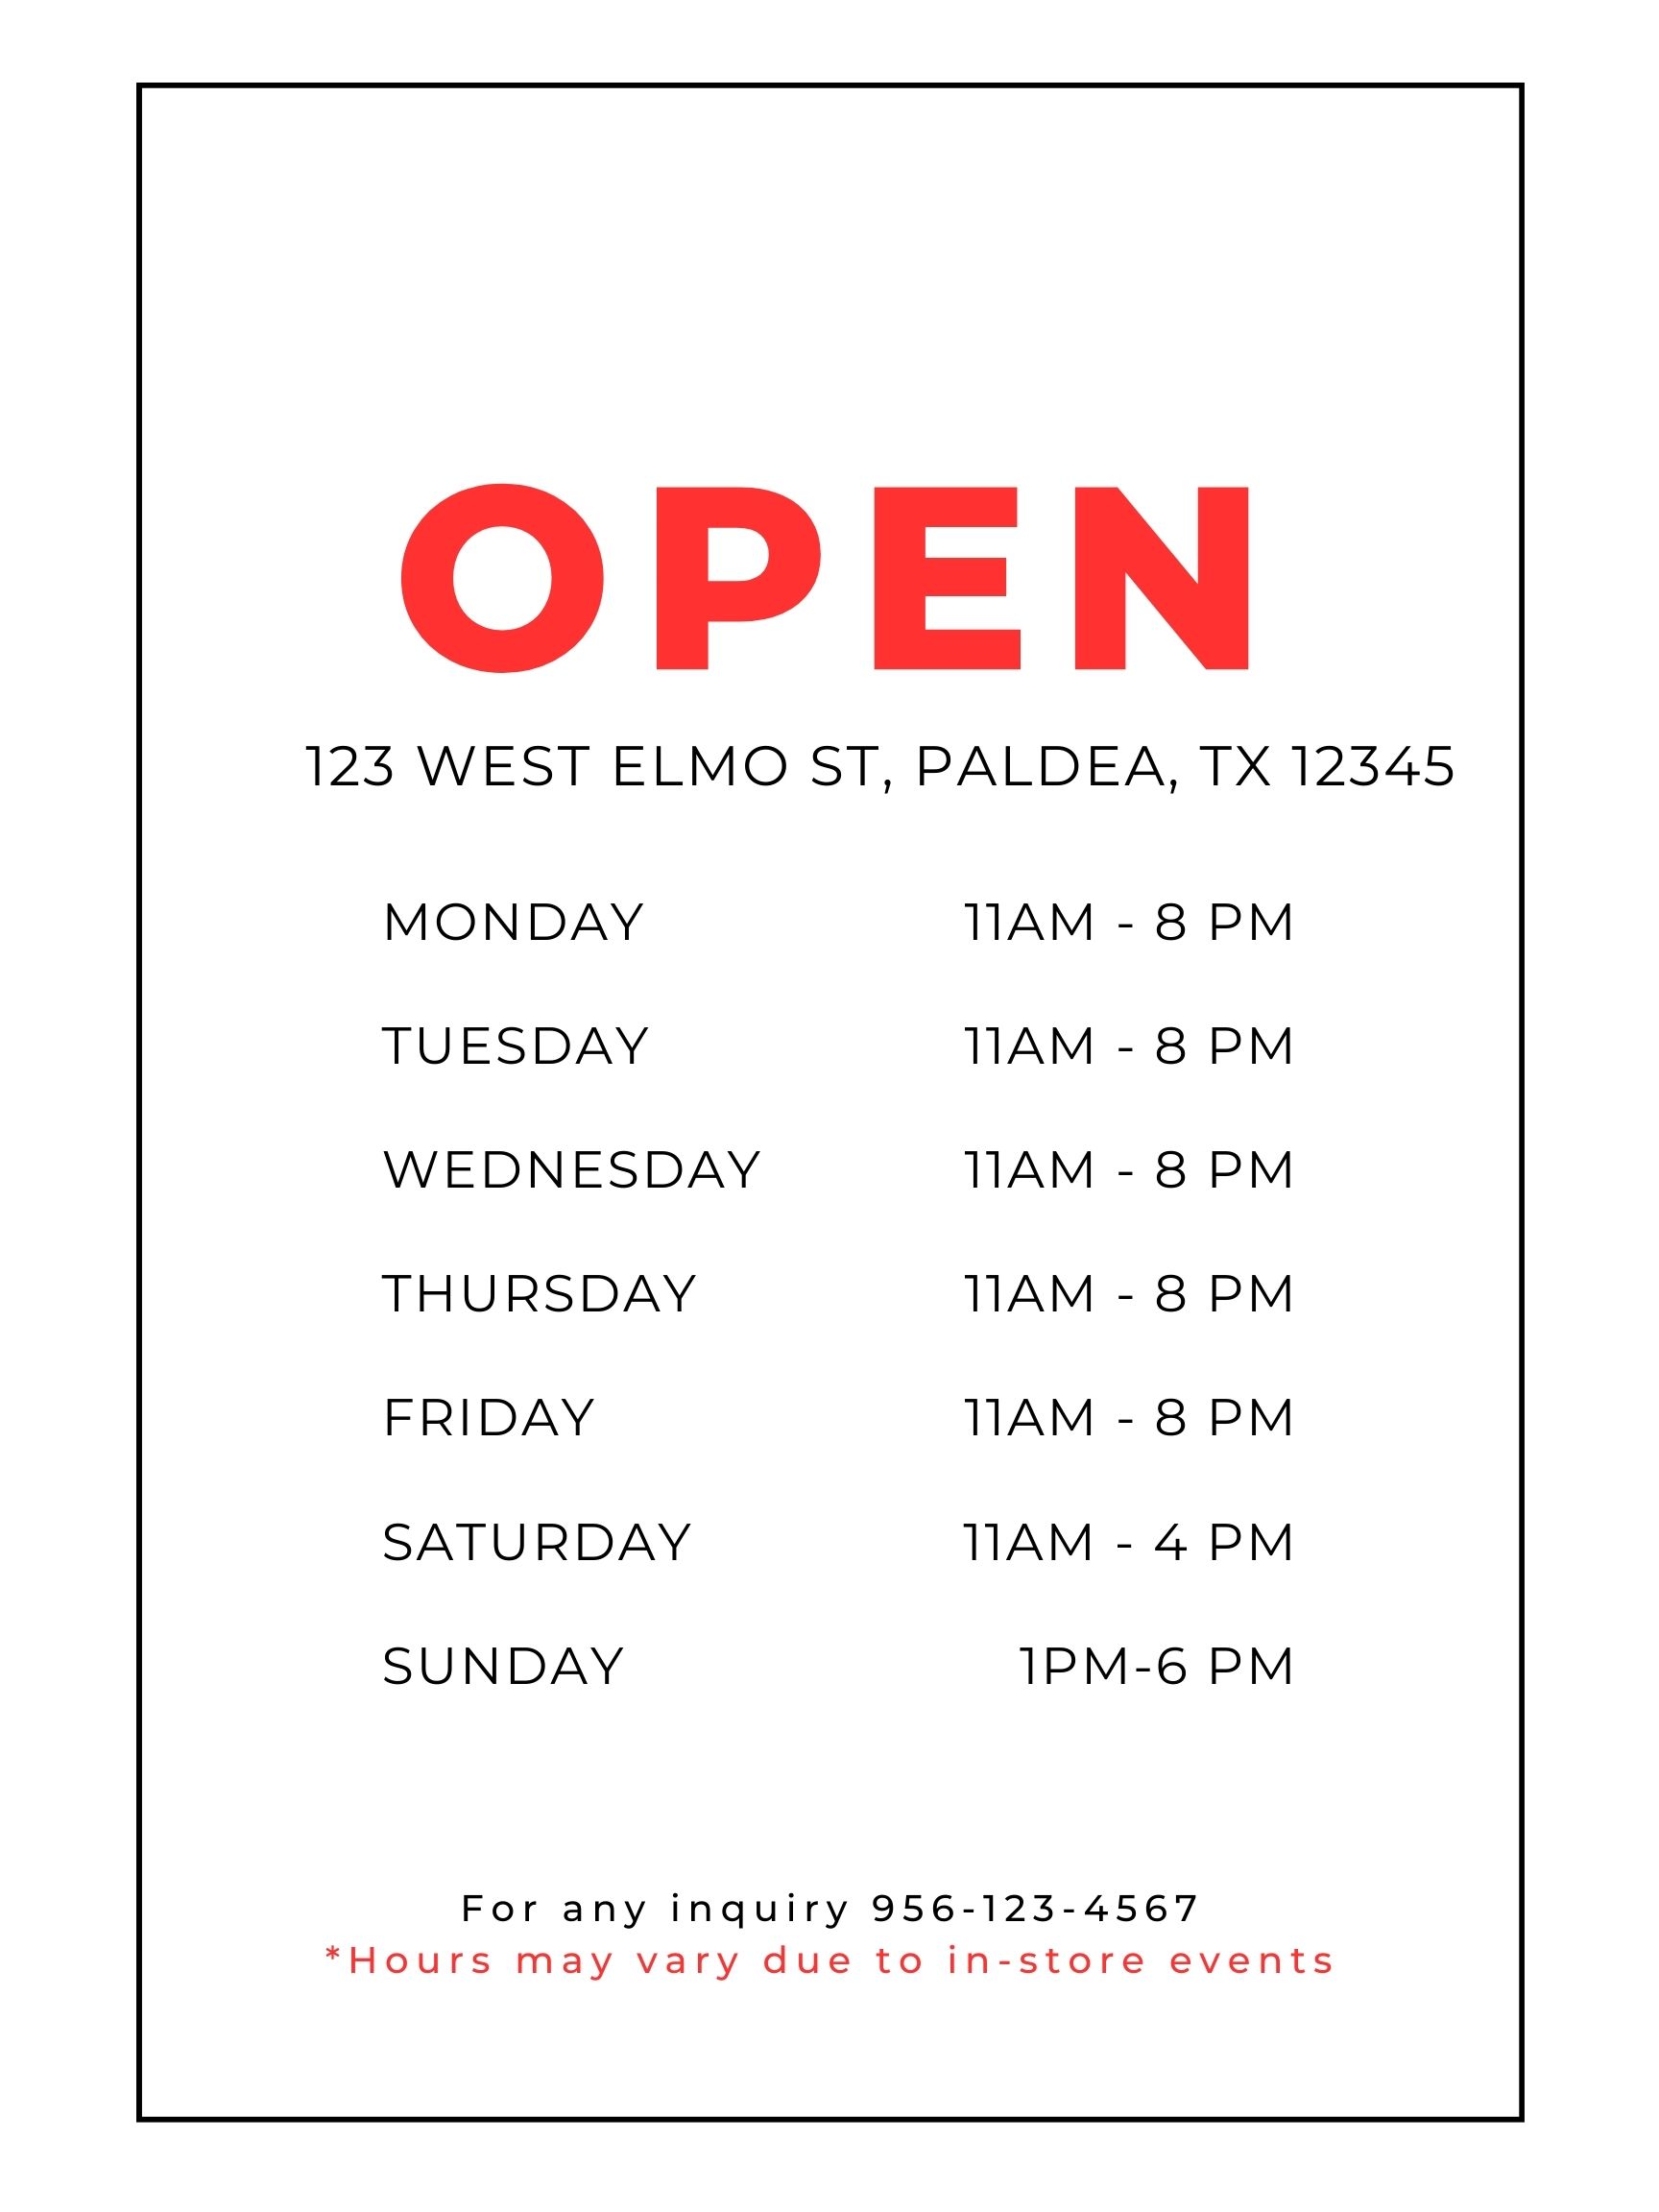 OPEN
123 WEST ELMO ST, PALDEA, TX 12345
MONDAY 11AM - 8 PM
TUESDAY 11AM - 8 PM
WEDNESDAY 11AM - 8 PM
THURSDAY 11AM - 8 PM
FRIDAY 11AM - 8 PM
SATURDAY 11AM - 4 PM
SUNDAY 1PM-6 PM
For any inquiry 956-123-4567
*Hours may vary due to in-store events